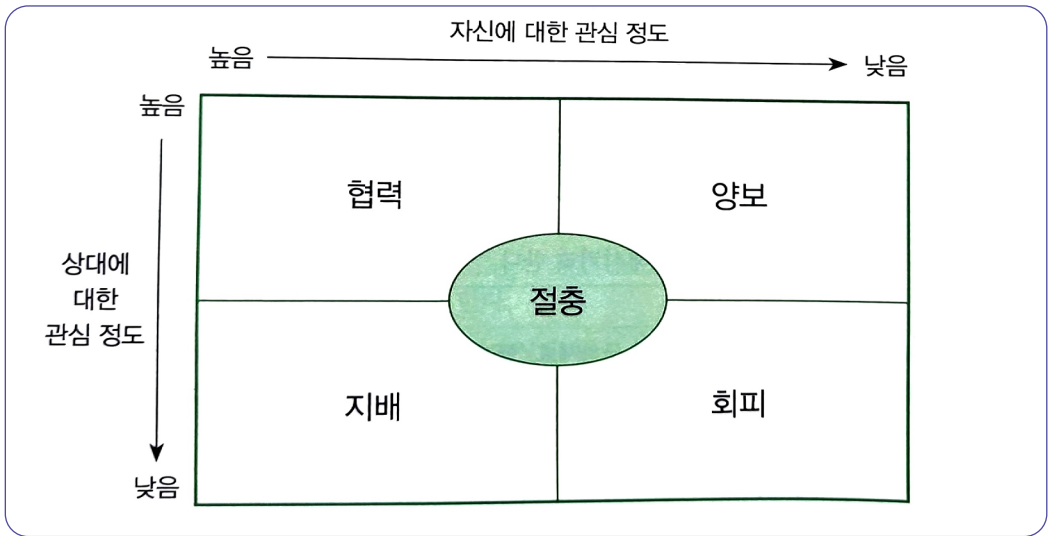 자신에 대한 관심 정도
높음
낮음
높음
협력
양보
상대에
대한
관심 정도
절충
지배
회피
낮음